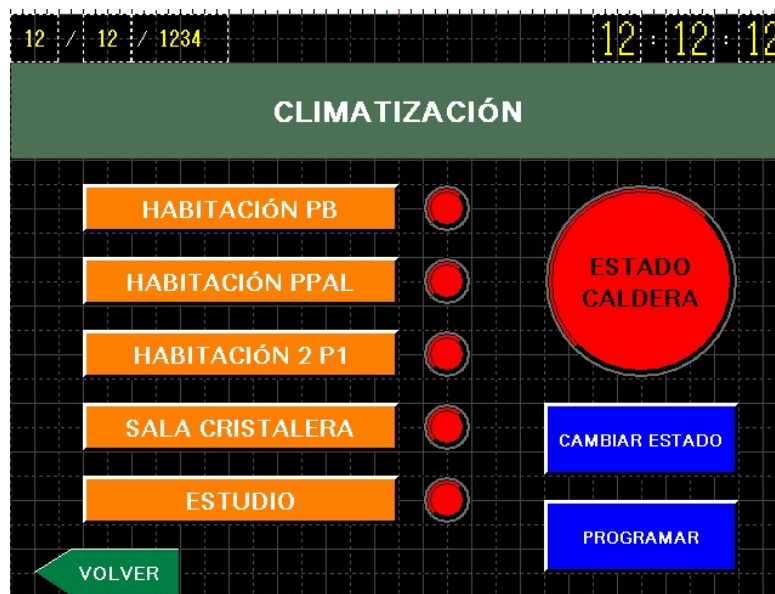 12 / 12 / 1234 12 : 12 : 12
CLIMATIZACIÓN
HABITACIÓN PB
HABITACIÓN PPAL
HABITACIÓN 2 P1
SALA CRISTALERA
ESTUDIO
ESTADO
CALDERA
CAMBIAR ESTADO
PROGRAMAR
VOLVER